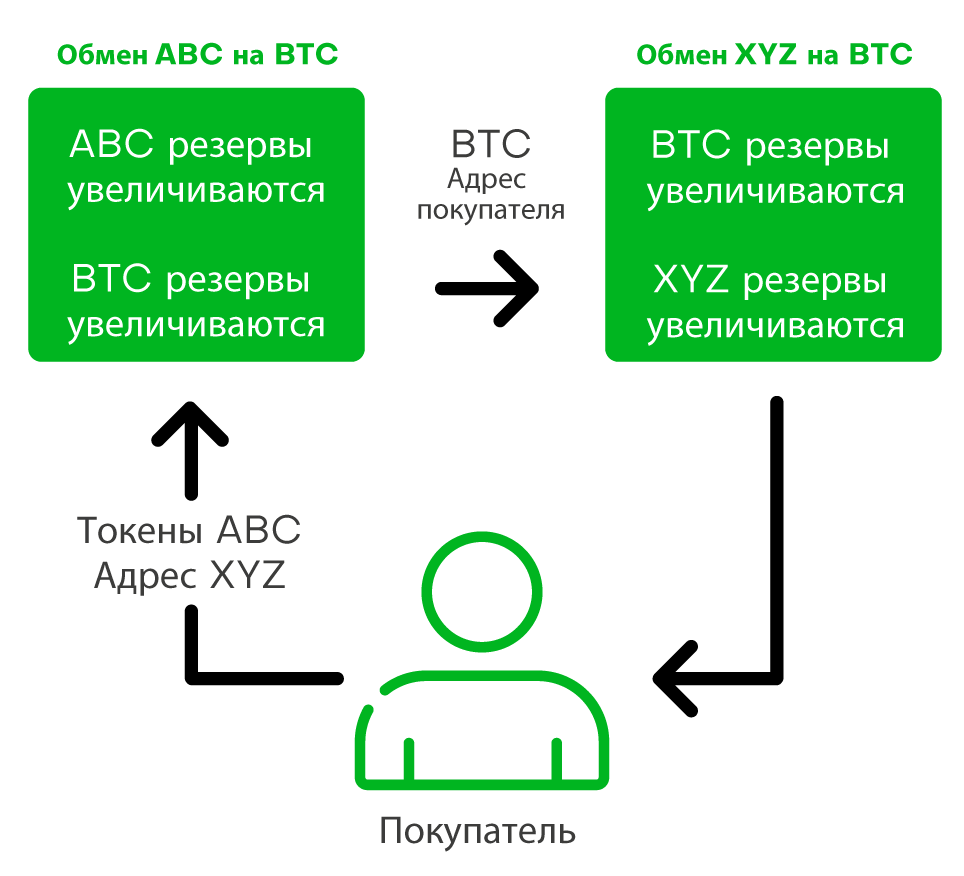 Обмен ABC на BTC
ABC резервы
увеличиваются
BTC резервы
увеличиваются
BTC
Адрес
покупателя
Обмен XYZ на BTC
BTC резервы
увеличиваются
XYZ резервы
увеличиваются
Токены ABC
Адрес XYZ
Покупатель